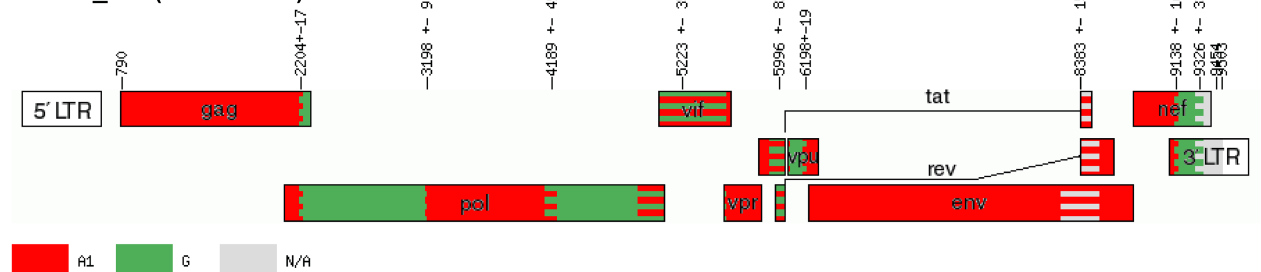 790
2204+-17
3198 +- 9
4189 +- 4
5223 +- 3
5996 +- 8
6198+-19
8383 +- 1
9138 +- 1
9326 +- 3
5´LTR
gag
vif
tat
nef
vpu
rev
3´LTR
pol
vpr
env
A1
G
N/A